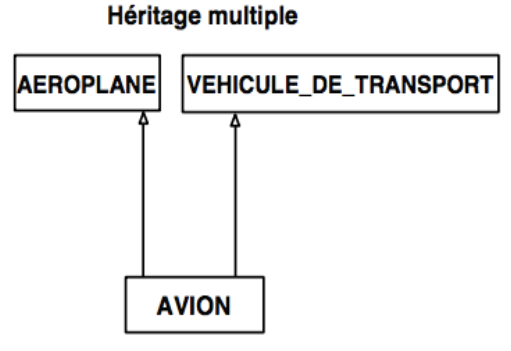 Héritage multiple
AEROPLANE
VEHICULE_DE_TRANSPORT
AVION